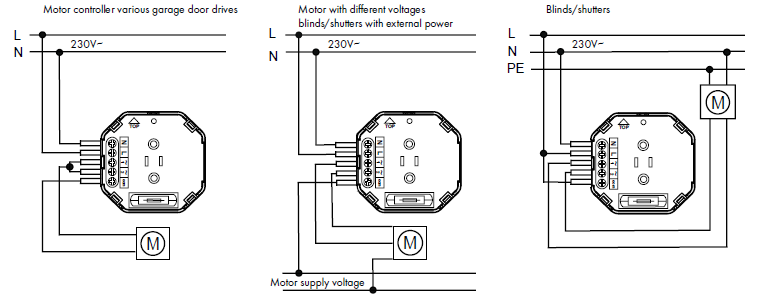 Motor controller various garage door drives
L
N
230V~
TOP
N
L
M
Motor with different voltages
blinds/shutters with external power
L
N
230V~
TOP
N
L
M
Motor supply voltage
Blinds/shutters
L
N
PE
230V~
TOP
N
L
M